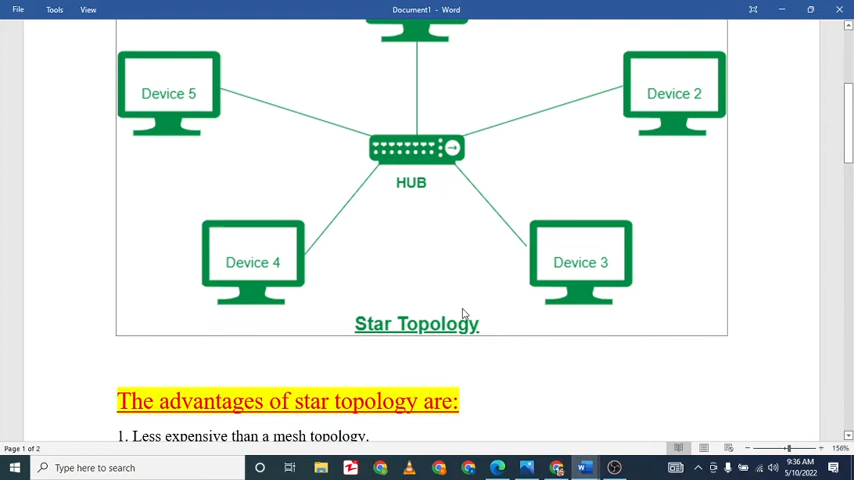 File Tools View Document1 - Word
Device 5
Device 2
HUB
Device 4
Device 3
Star Topology
The advantages of star topology are:
1. Less expensive than a mesh topology.
Page 1 of 2
156%
Type here to search
9:36 AM
5/10/2022